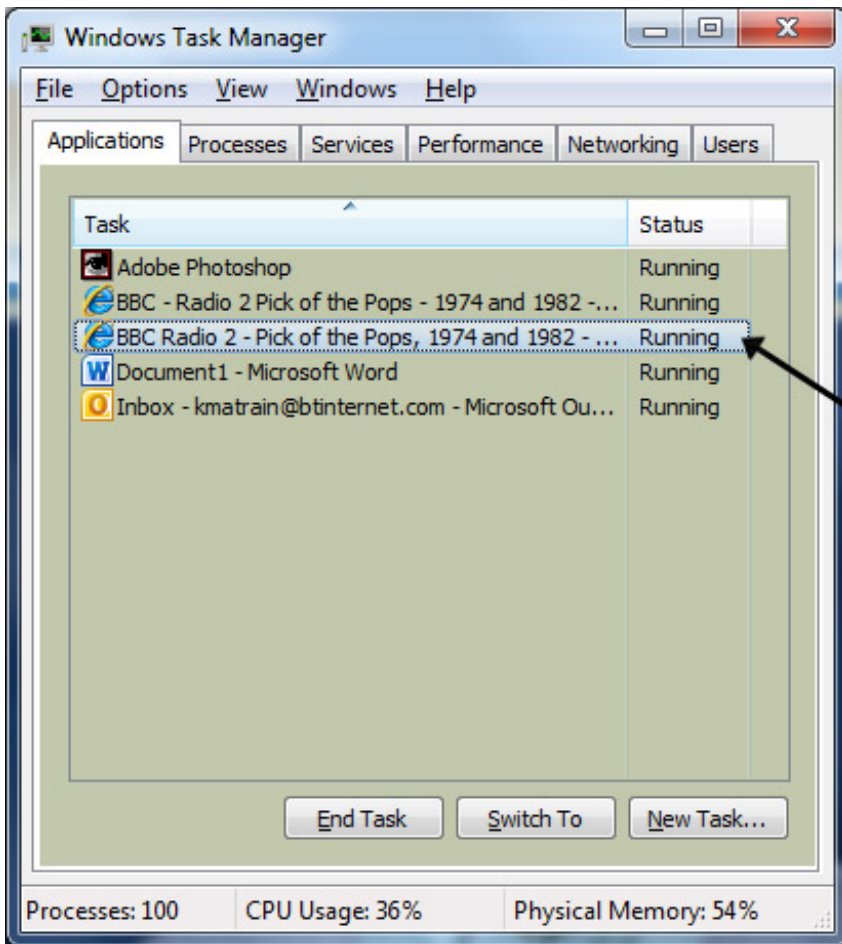 Windows Task Manager
File Options View Windows Help
Applications Processes Services Performance Networking Users
Task Status
Adobe Photoshop Running
BBC - Radio 2 Pick of the Pops - 1974 and 1982 -... Running
BBC Radio 2 - Pick of the Pops, 1974 and 1982 - ... Running
W Document1 - Microsoft Word Running
O Inbox - kmatrain@btinternet.com - Microsoft Ou... Running
End Task Switch To New Task...
Processes: 100 CPU Usage: 36% Physical Memory: 54%